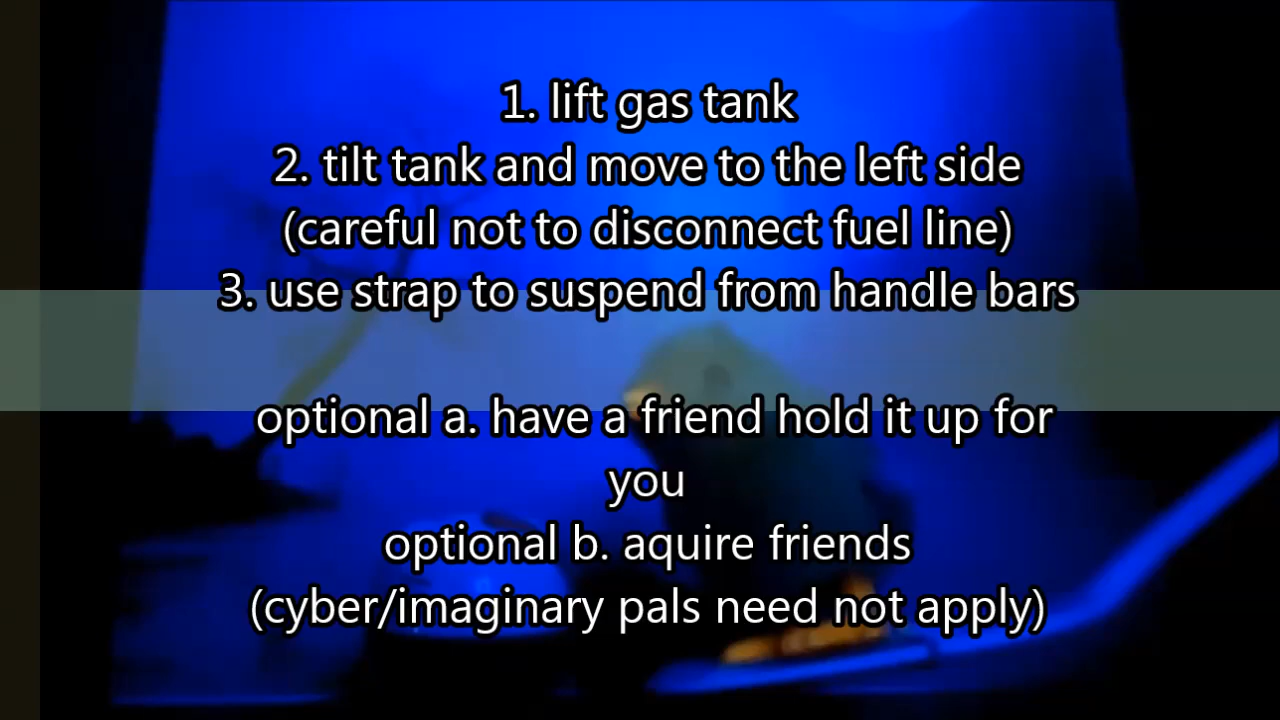 1. lift gas tank
2. tilt tank and move to the left side
(careful not to disconnect fuel line)
3. use strap to suspend from handle bars
optional a. have a friend hold it up for
you
optional b. aquire friends
(cyber/imaginary pals need not apply)